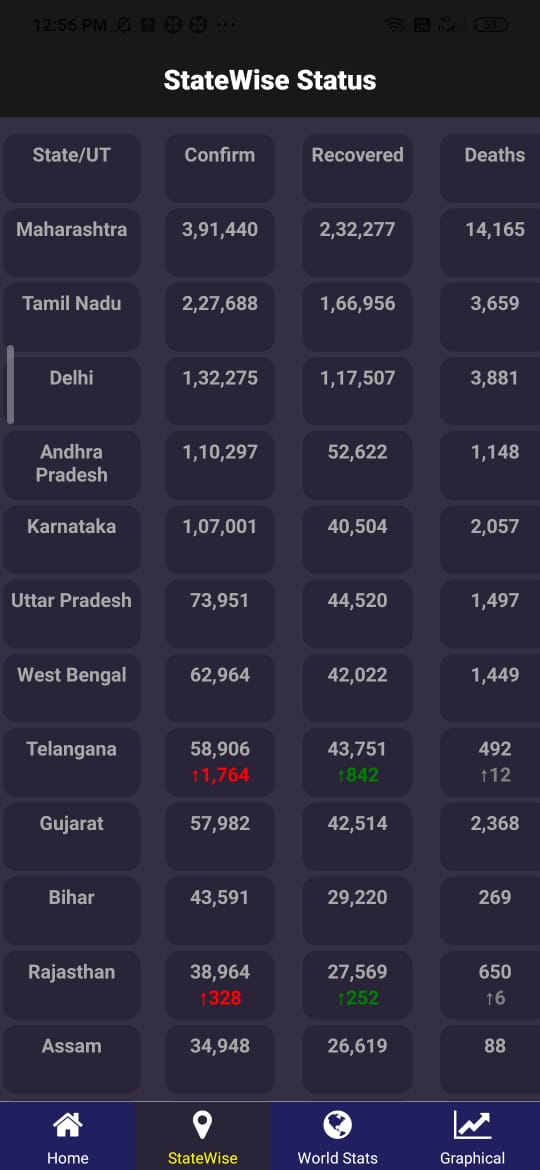 12:56 PM
53
StateWise Status
State/UT Confirm Recovered Deaths
Maharashtra 3,91,440 2,32,277 14,165
Tamil Nadu 2,27,688 1,66,956 3,659
Delhi 1,32,275 1,17,507 3,881
Andhra
Pradesh 1,10,297 52,622 1,148
Karnataka 1,07,001 40,504 2,057
Uttar Pradesh 73,951 44,520 1,497
West Bengal 62,964 42,022 1,449
Telangana 58,906 43,751 492
↑1,764 ↑842 ↑12
Gujarat 57,982 42,514 2,368
Bihar 43,591 29,220 269
Rajasthan 38,964 27,569 650
↑328 ↑252 ↑6
Assam 34,948 26,619 88
Home StateWise World Stats Graphical